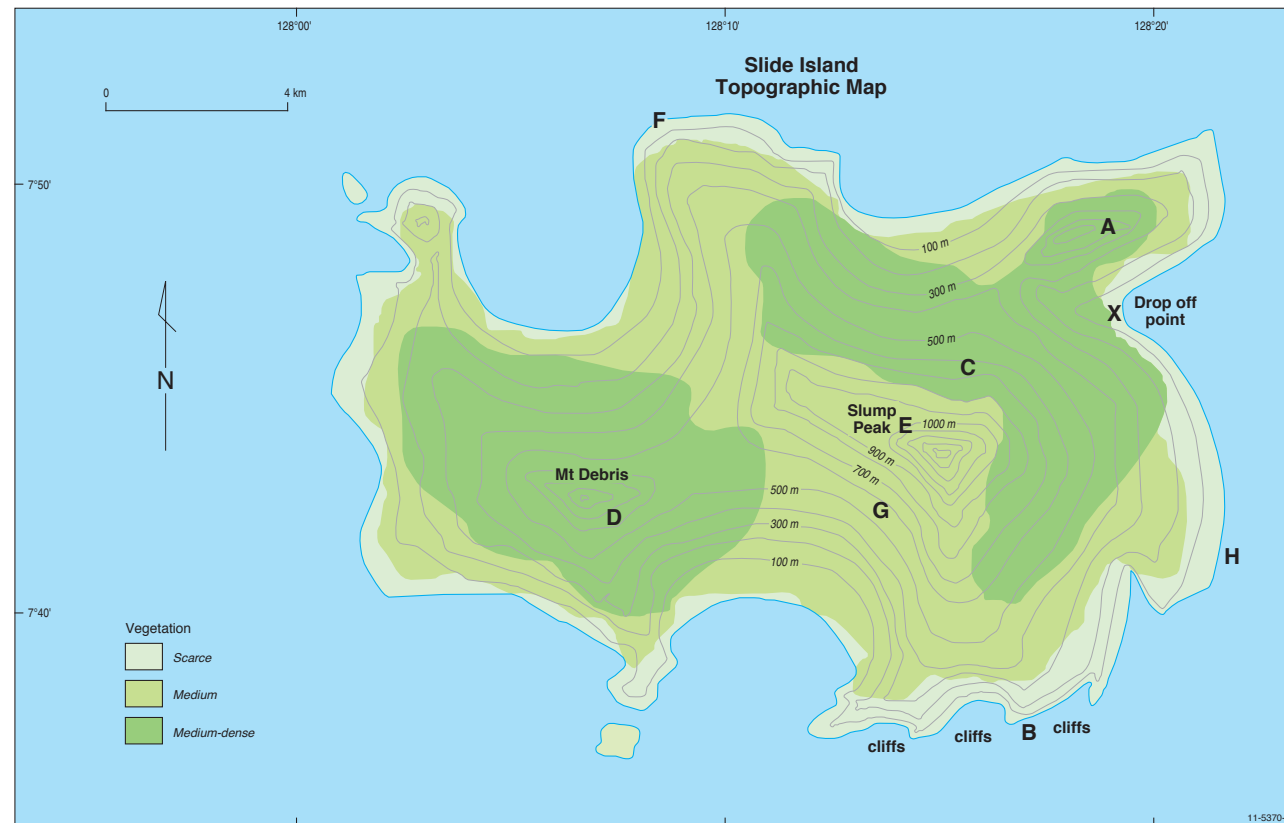 128°00'
128°10'
128°20'
Slide Island
Topographic Map
0
4 km
F
7°50'
A
100 m
300 m
X
Drop off
point
500 m
C
N
Slump
Peak
E
1000 m
900 m
700 m
Mt Debris
500 m
D
G
300 m
100 m
H
7°40'
Vegetation
Scarce
Medium
Medium-dense
B
cliffs
cliffs
cliffs
11-5370-